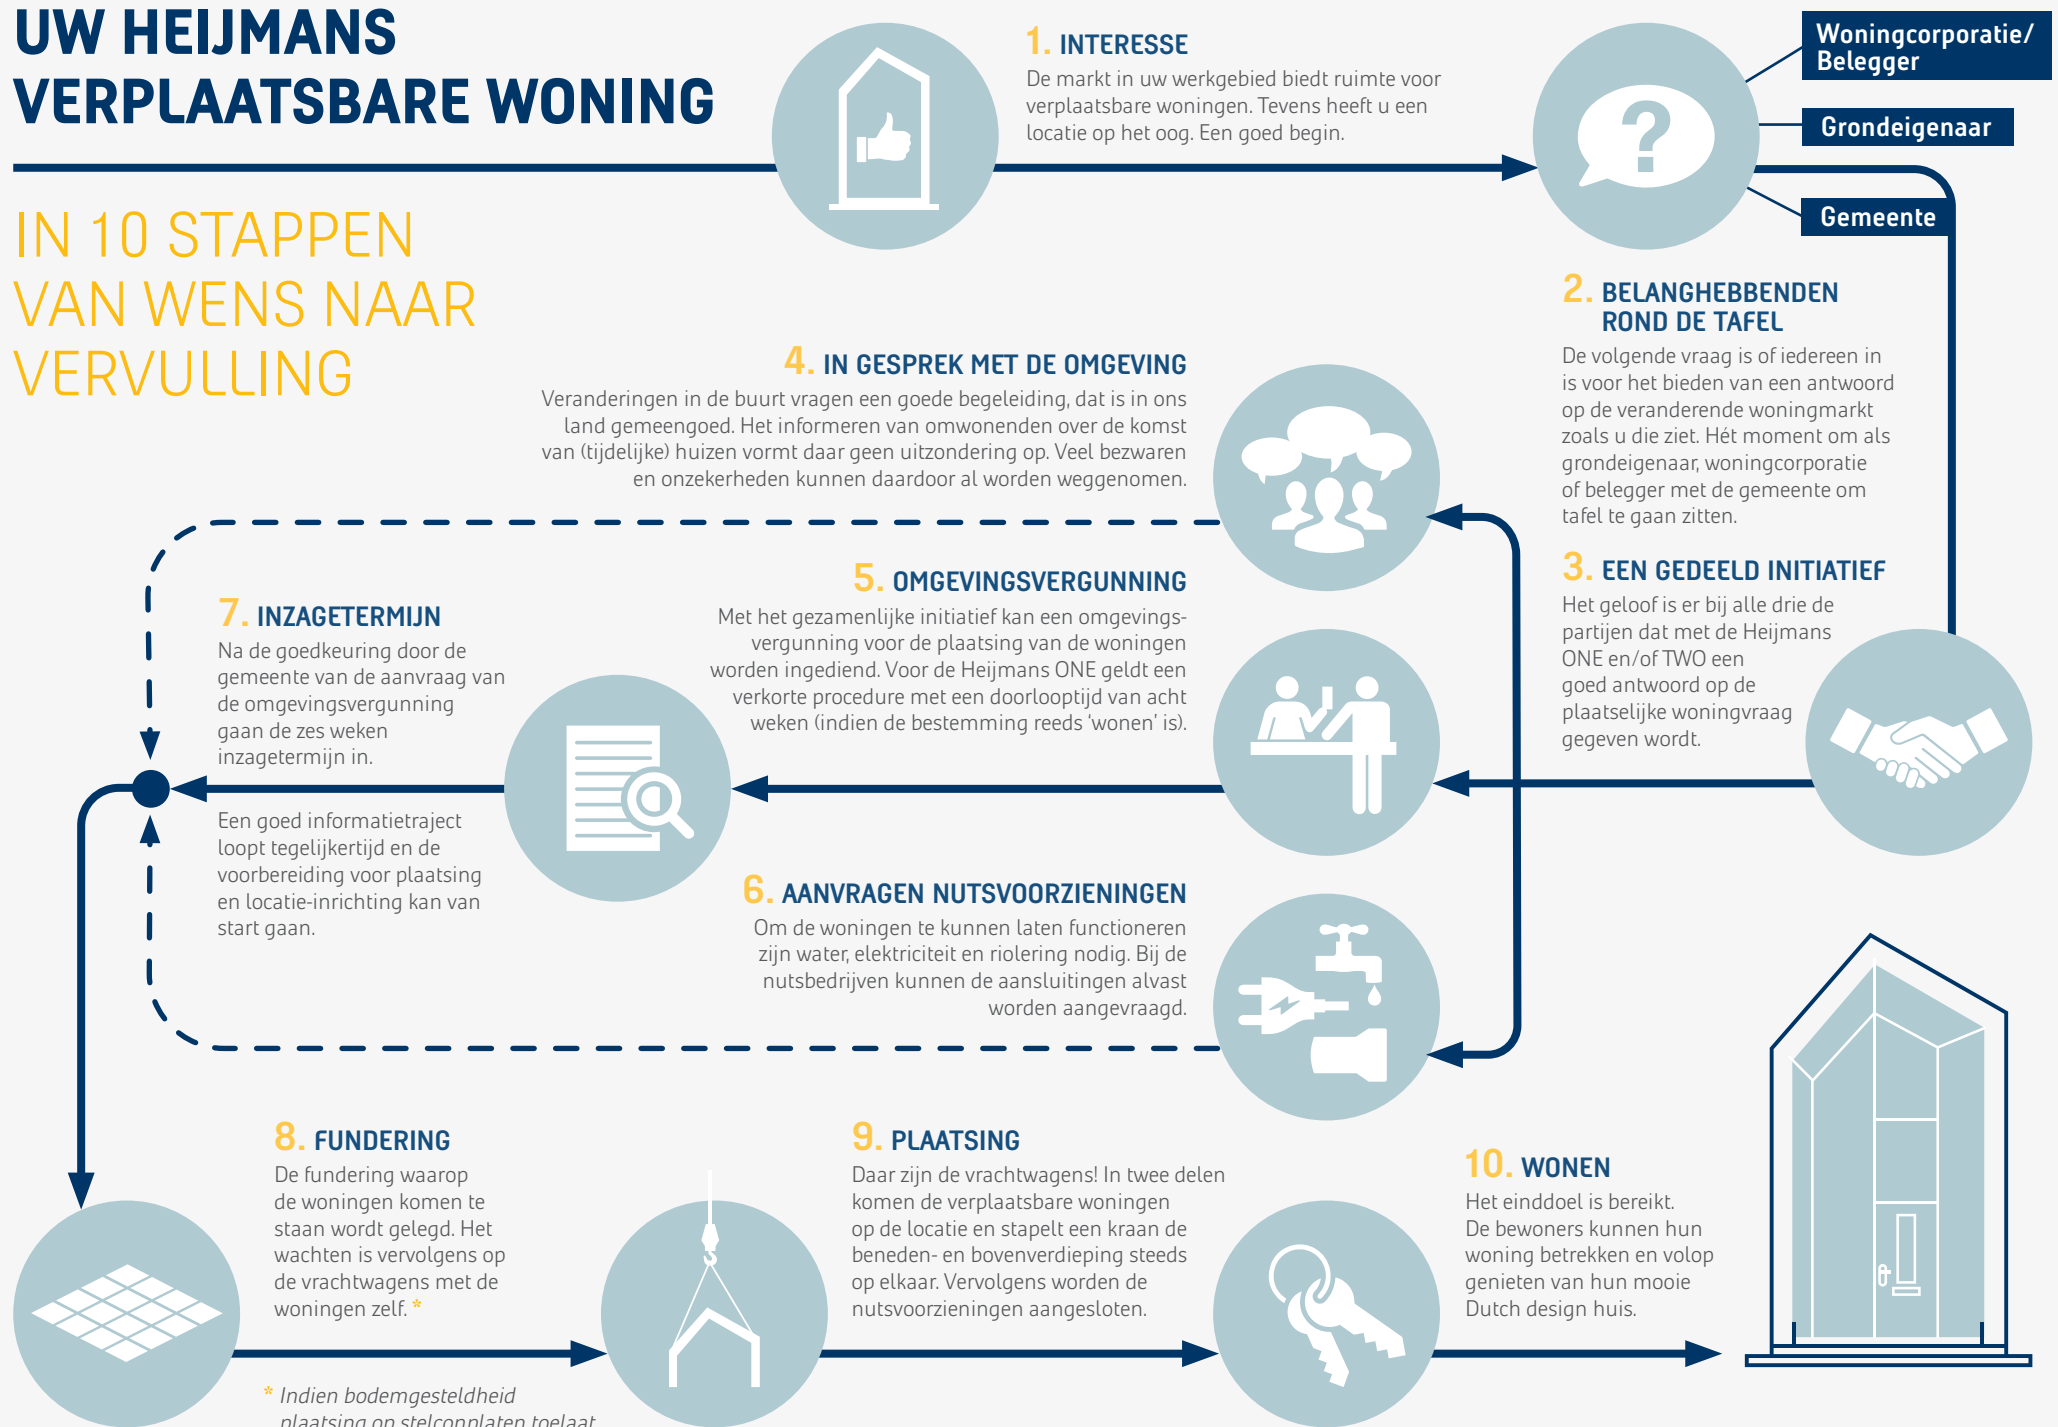 UW HEIJMANS
VERPLAATSBARE WONING
IN 10 STAPPEN
VAN WENS NAAR
VERVULLING
1. INTERESSE
De markt in uw werkgebied biedt ruimte voor
verplaatsbare woningen. Tevens heeft u een
locatie op het oog. Een goed begin.
?
Woningcorporatie/
Belegger
Grondeigenaar
Gemeente
2. BELANGHEBBENDEN
ROND DE TAFEL
De volgende vraag is of iedereen in
is voor het bieden van een antwoord
op de veranderende woningmarkt
zoals u die ziet. Hét moment om als
grondeigenaar, woningcorporatie
of belegger met de gemeente om
tafel te gaan zitten.
3. EEN GEDEELD INITIATIEF
Het geloof is er bij alle drie de
partijen dat met de Heijmans
ONE en/of TWO een
goed antwoord op de
plaatselijke woningvraag
gegeven wordt.
4. IN GESPREK MET DE OMGEVING
Veranderingen in de buurt vragen een goede begeleiding, dat is in ons
land gemeengoed. Het informeren van omwonenden over de komst
van (tijdelijke) huizen vormt daar geen uitzondering op. Veel bezwaren
en onzekerheden kunnen daardoor al worden weggenomen.
5. OMGEVINGSVERGUNNING
Met het gezamenlijke initiatief kan een omgevings-
vergunning voor de plaatsing van de woningen
worden ingediend. Voor de Heijmans ONE geldt een
verkorte procedure met een doorlooptijd van acht
weken (indien de bestemming reeds ‘wonen’ is).
6. AANVRAGEN NUTSVOORZIENINGEN
Om de woningen te kunnen laten functioneren
zijn water, elektriciteit en riolering nodig. Bij de
nutsbedrijven kunnen de aansluitingen alvast
worden aangevraagd.
7. INZAGETERMIJN
Na de goedkeuring door de
gemeente van de aanvraag van
de omgevingsvergunning
gaan de zes weken
inzagetermijn in.
Een goed informatietraject
loopt tegelijkertijd en de
voorbereiding voor plaatsing
en locatie-inrichting kan van
start gaan.
8. FUNDERING
De fundering waarop
de woningen komen te
staan wordt gelegd. Het
wachten is vervolgens op
de vrachtwagens met de
woningen zelf. *
* Indien bodemgesteldheid
plaatsing op stelconplaten toelaat
9. PLAATSING
Daar zijn de vrachtwagens! In twee delen
komen de verplaatsbare woningen
op de locatie en stapelt een kraan de
beneden- en bovenverdieping steeds
op elkaar. Vervolgens worden de
nutsvoorzieningen aangesloten.
10. WONEN
Het einddoel is bereikt.
De bewoners kunnen hun
woning betrekken en volop
genieten van hun mooie
Dutch design huis.